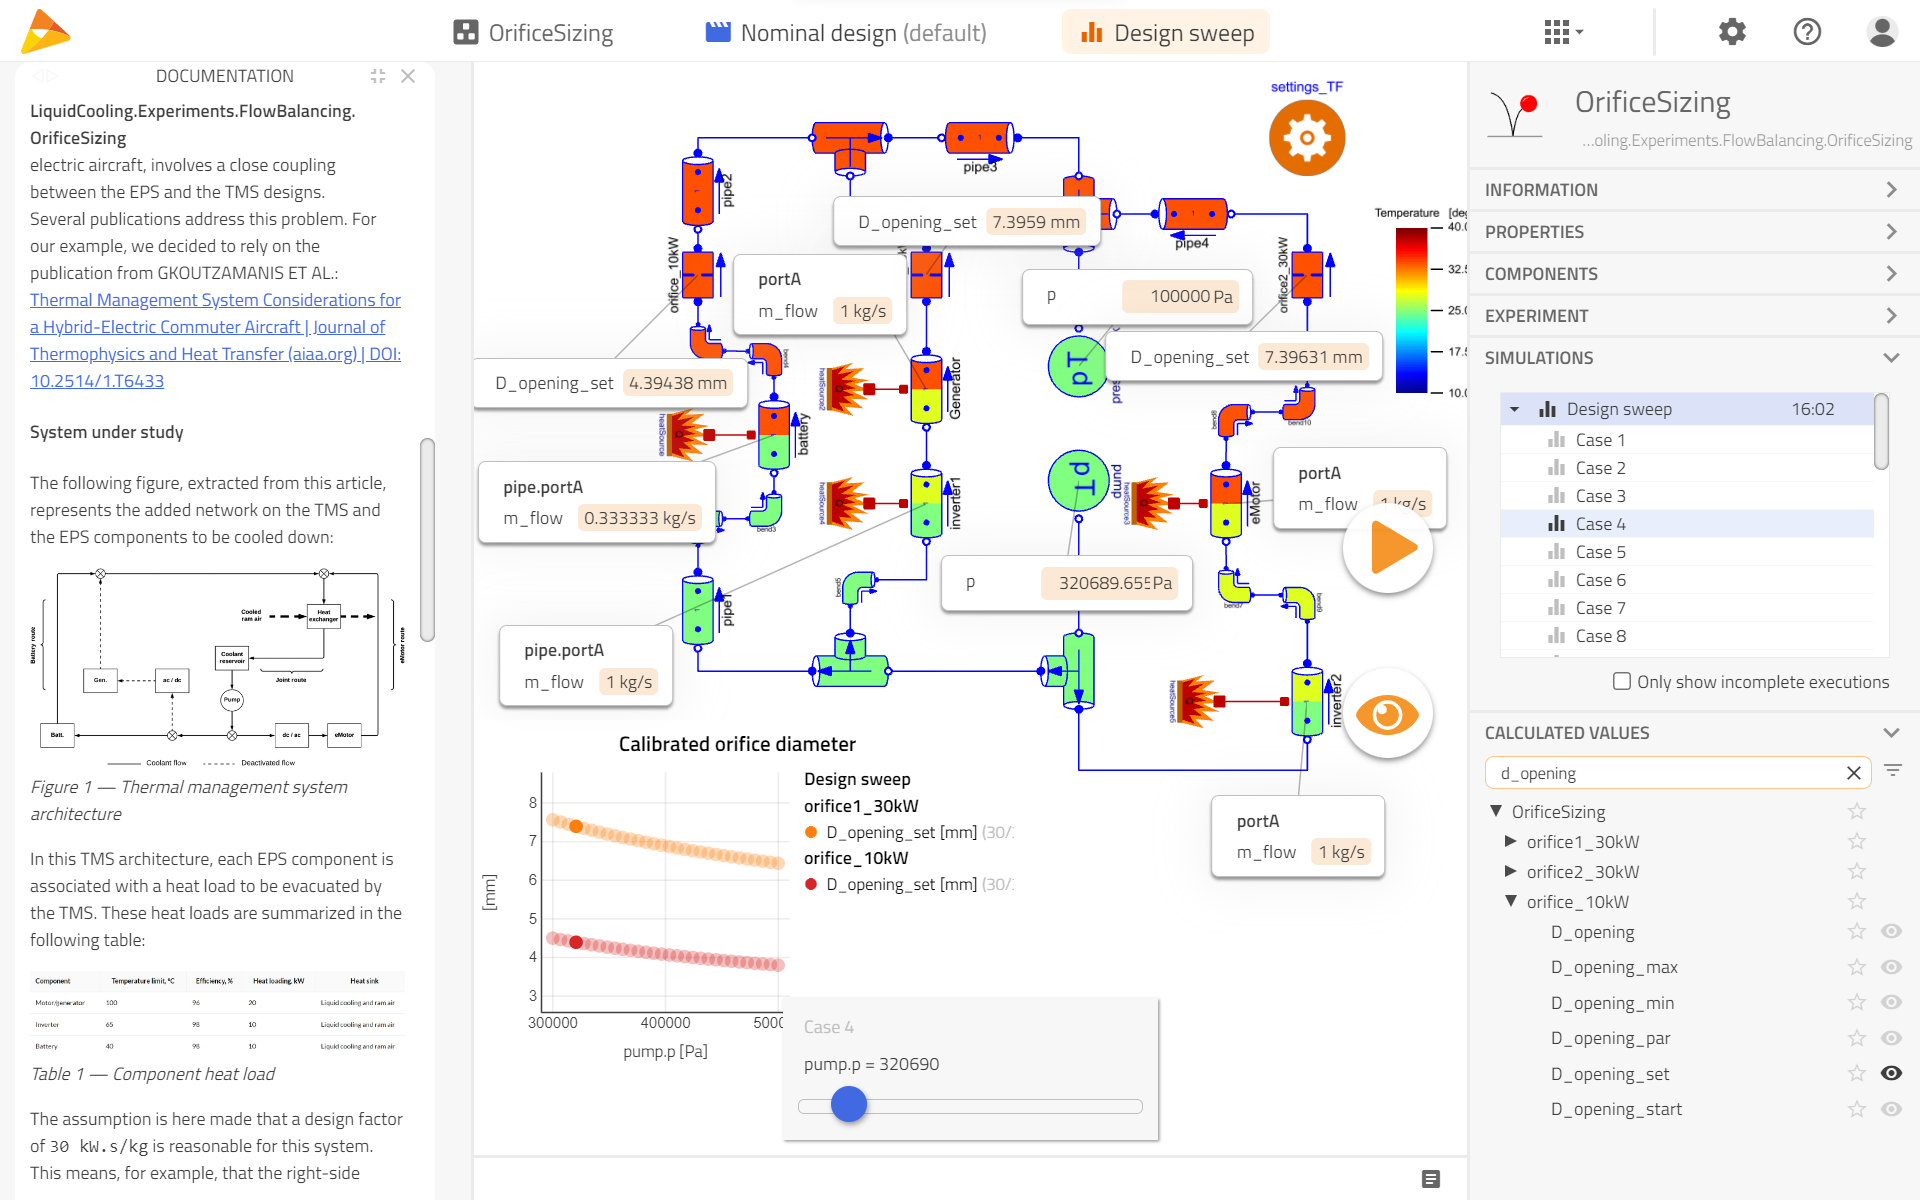 OrificeSizing
Nominal design (default)
Design sweep
DOCUMENTATION
LiquidCooling.Experiments.FlowBalancing.
OrificeSizing
electric aircraft, involves a close coupling
between the EPS and the TMS designs.
Several publications address this problem. For
our example, we decided to rely on the
publication from GKOUTZAMANIS ET AL.:
Thermal Management System Considerations for
a Hybrid-Electric Commuter Aircraft | Journal of
Thermophysics and Heat Transfer (aiaa.org) | DOI:
10.2514/1.T6433
System under study
The following figure, extracted from this article,
represents the added network on the TMS and
the EPS components to be cooled down:
Battery route
Cooled
ram air
Heat
exchanger
Coolant
reservoir
Joint route
eMotor route
Gen.
ac / dc
Pump
Batt.
dc / ac
eMotor
Coolant flow
Deactivated flow
Figure 1 — Thermal management system
architecture
In this TMS architecture, each EPS component is
associated with a heat load to be evacuated by
the TMS. These heat loads are summarized in the
following table:
Component Temperature limit, °C Efficiency, % Heat loading, kW Heat sink
Motor/generator 100 96 20 Liquid cooling and ram air
Inverter 65 98 10 Liquid cooling and ram air
Battery 40 98 10 Liquid cooling and ram air
Table 1 — Component heat load
The assumption is here made that a design factor
of 30 kW.s/kg is reasonable for this system.
This means, for example, that the right-side
settings_TF
pipe2
pipe3
pipe4
D_opening_set 7.3959 mm
orifice_10kW
portA
m_flow 1 kg/s
p 100000 Pa
orifice2_30kW
Temperature [deg
40.0
32.5
25.0
17.5
10.0
D_opening_set 7.39631 mm
D_opening_set 4.39438 mm
bend4
heatSource2
Generator
pres
heatSource
battery
bend8
bend10
pipe.portA
m_flow 0.333333 kg/s
bend3
heatSource4
inverter1
pump
heatSource3
eMotor
portA
m_flow 1 kg/s
p 320689.655 Pa
pipe1
bend5
bend7
bend9
pipe.portA
m_flow 1 kg/s
heatSource5
inverter2
portA
m_flow 1 kg/s
Calibrated orifice diameter
8
7
6
5
4
3
[mm]
300000
400000
5000
pump.p [Pa]
Design sweep
orifice1_30kW
D_opening_set [mm] (30/
orifice_10kW
D_opening_set [mm] (30/
Case 4
pump.p = 320690
OrificeSizing
...oling.Experiments.FlowBalancing.OrificeSizing
INFORMATION
PROPERTIES
COMPONENTS
EXPERIMENT
SIMULATIONS
Design sweep 16:02
Case 1
Case 2
Case 3
Case 4
Case 5
Case 6
Case 7
Case 8
Only show incomplete executions
CALCULATED VALUES
d_opening
OrificeSizing
orifice1_30kW
orifice2_30kW
orifice_10kW
D_opening
D_opening_max
D_opening_min
D_opening_par
D_opening_set
D_opening_start